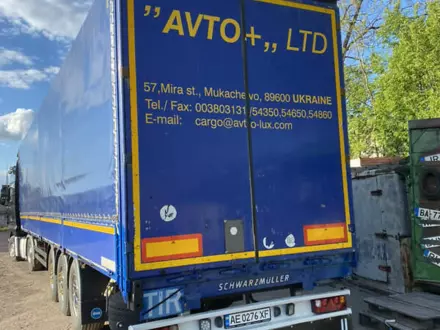 „AVTO+„ LTD
57,Mira st., Mukachevo, 89600 UKRAINE
Tel./ Fax: 003803131/54350,54650,54860
E-mail: cargo@avto-lux.com
SCHWARZMÜLLER
TIR
AE 0276 XF